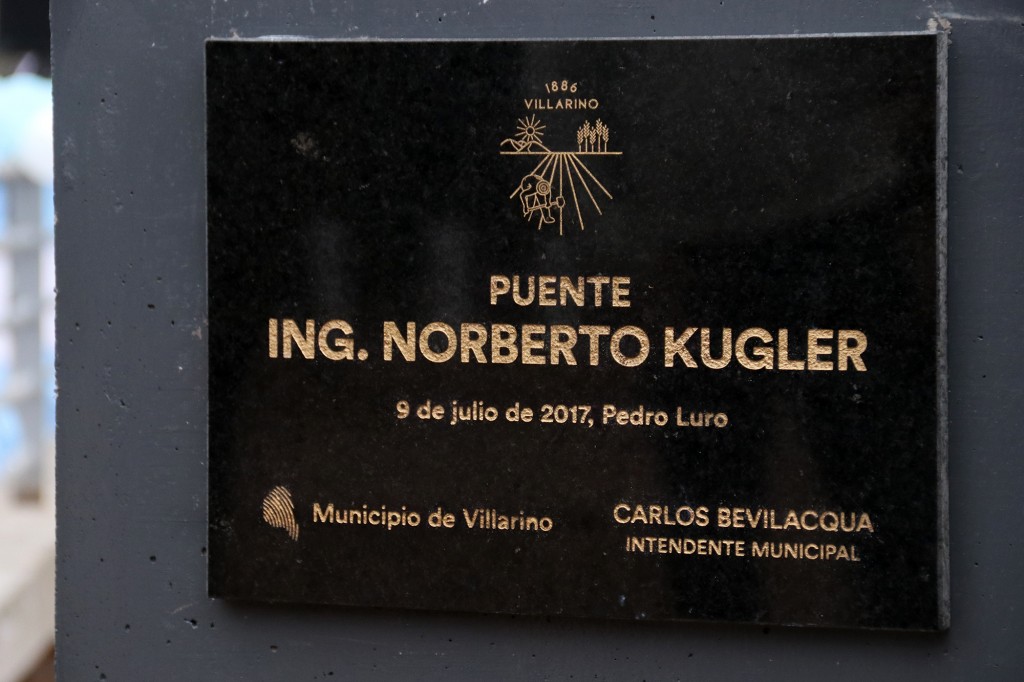 1886
VILLARINO
PUENTE
ING. NORBERTO KUGLER
9 de julio de 2017, Pedro Luro
Municipio de Villarino
CARLOS BEVILACQUA
INTENDENTE MUNICIPAL